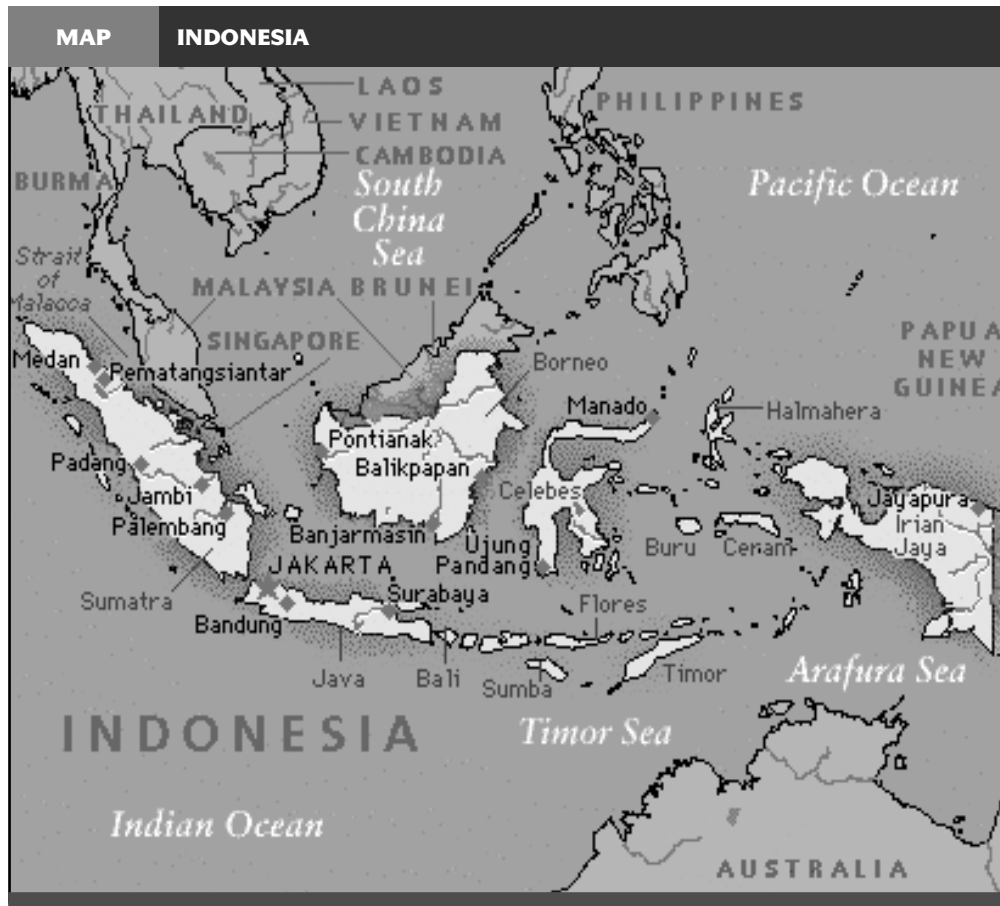 MAP
INDONESIA
LAOS
THAILAND
PHILIPPINES
VIETNAM
CAMBODIA
BURMA
South
China
Sea
Pacific Ocean
Strait
of
Malacca
MALAYSIA
BRUNEI
SINGAPORE
PAPUA
NEW
GUINEA
Medan
Pematangsiantar
Borneo
Manado
Halmahera
Pontianak
Padang
Balikpapan
Jambi
Celebes
Jayapura
Palembang
Banjarmasin
Irian
Jaya
Ujung
Pandang
Buru
Ceram
JAKARTA
Surabaya
Sumatra
Flores
Bandung
Java
Bali
Sumba
Timor
Arafura Sea
INDONESIA
Timor Sea
Indian Ocean
AUSTRALIA